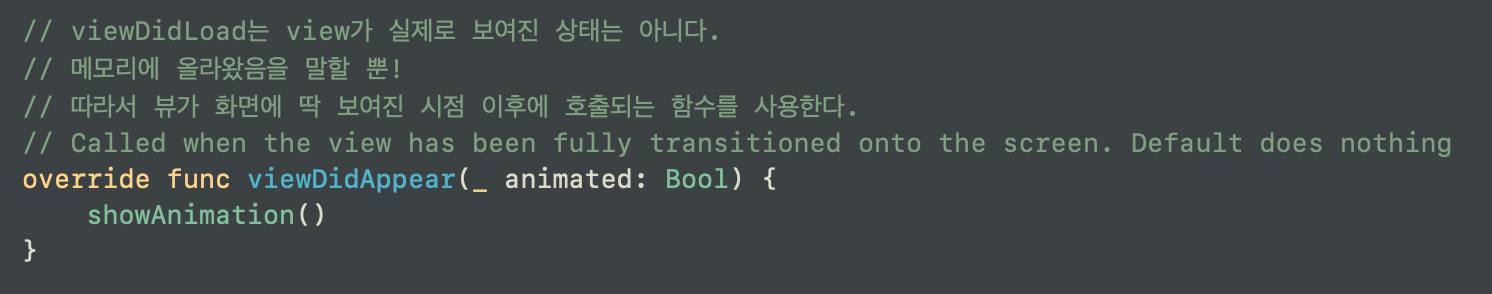 // viewDidLoad는 view가 실제로 보여진 상태는 아니다.
// 메모리에 올라왔음을 말할 뿐!
// 따라서 뷰가 화면에 딱 보여진 시점 이후에 호출되는 함수를 사용한다.
// Called when the view has been fully transitioned onto the screen. Default does nothing
override func viewDidAppear(_ animated: Bool) {
    showAnimation()
}